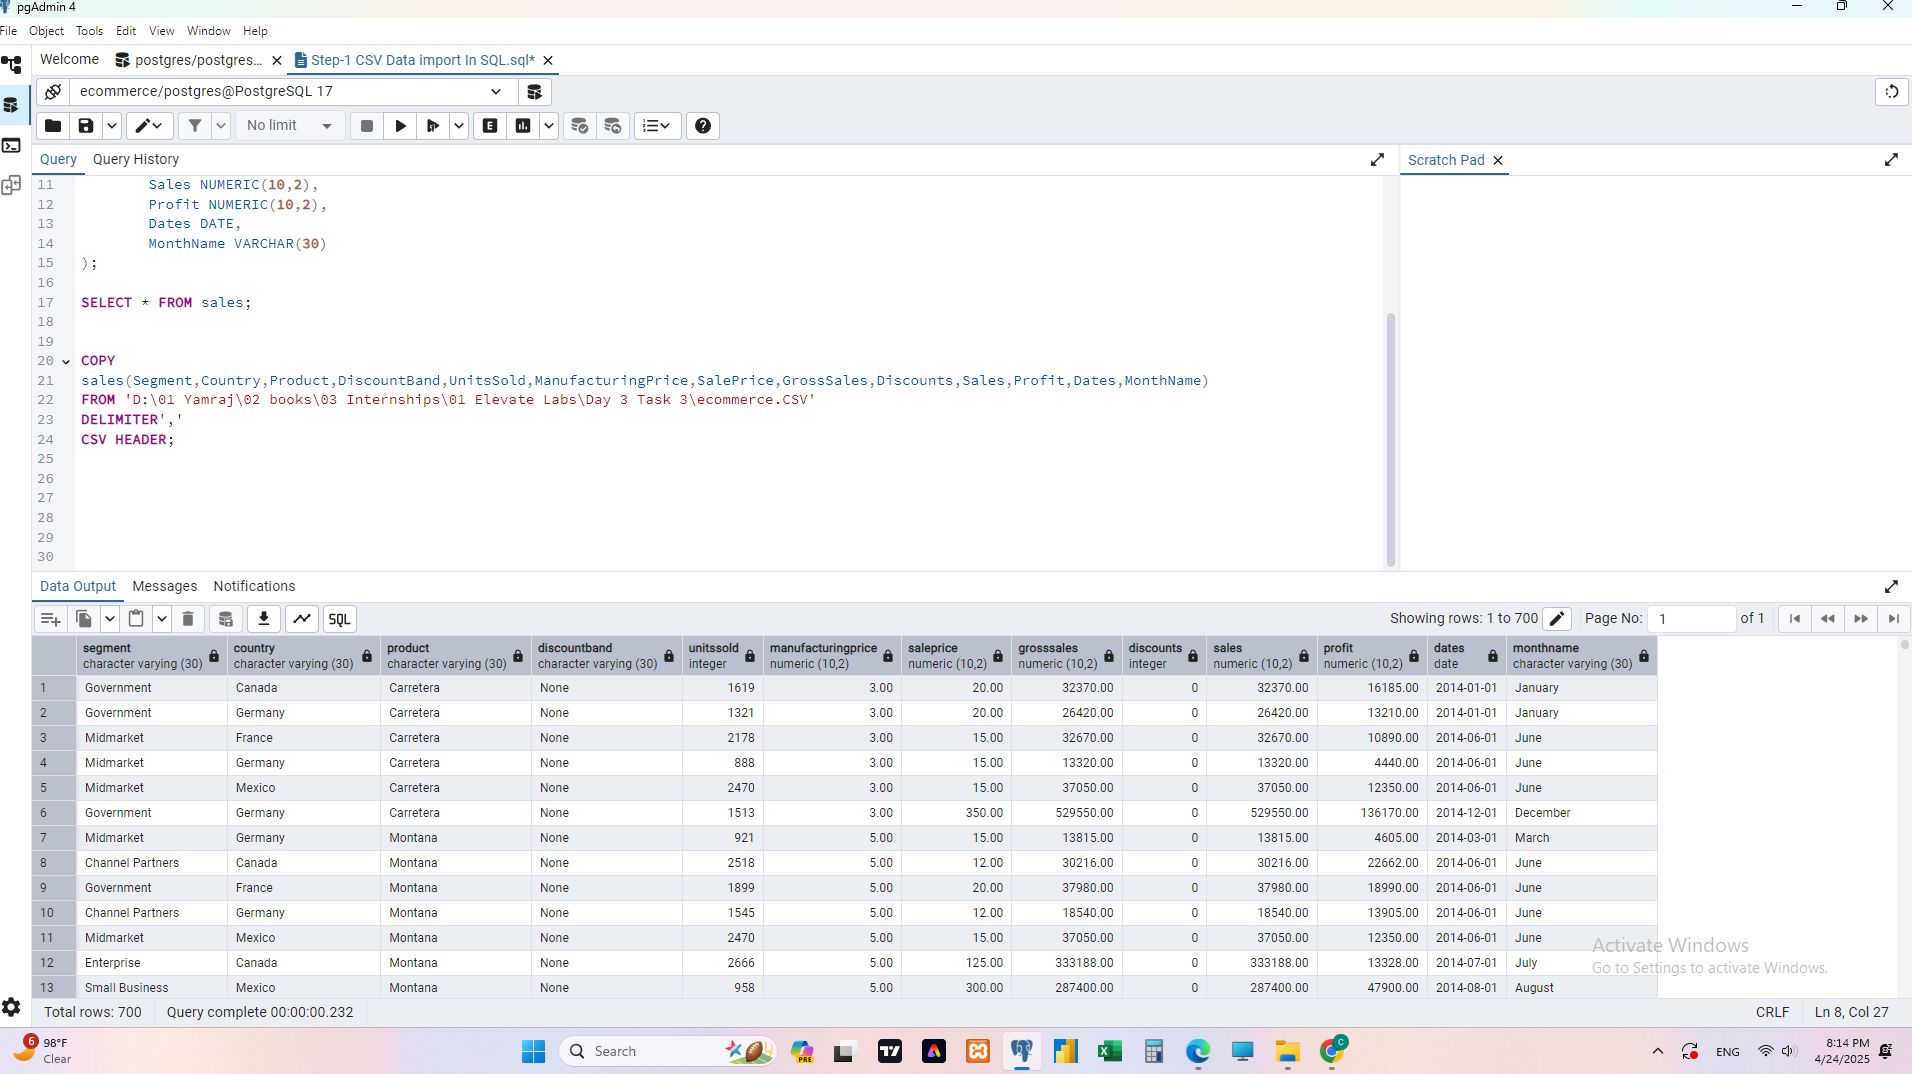 pgAdmin 4
File Object Tools Edit View Window Help
Welcome postgres/postgres... Step-1 CSV Data import In SQL.sql*
ecommerce/postgres@PostgreSQL 17
No limit
E
Query Query History
Scratch Pad
11 Sales NUMERIC(10,2),
12 Profit NUMERIC(10,2),
13 Dates DATE,
14 MonthName VARCHAR(30)
15 );
16
17 SELECT * FROM sales;
18
19
20 COPY
21 sales(Segment,Country,Product,DiscountBand,UnitsSold,ManufacturingPrice,SalePrice,GrossSales,Discounts,Sales,Profit,Dates,MonthName)
22 FROM 'D:\01 Yamraj\02 books\03 Internships\01 Elevate Labs\Day 3 Task 3\ecommerce.CSV'
23 DELIMITER','
24 CSV HEADER;
25
26
27
28
29
30
Data Output Messages Notifications
SQL Showing rows: 1 to 700 Page No: 1 of 1
segment country product discountband unitssold manufacturingprice saleprice grosssales discounts sales profit dates monthname
character varying (30) character varying (30) character varying (30) character varying (30) integer numeric (10,2) numeric (10,2) numeric (10,2) integer numeric (10,2) numeric (10,2) date character varying (30)
1 Government Canada Carretera None 1619 3.00 20.00 32370.00 0 32370.00 16185.00 2014-01-01 January
2 Government Germany Carretera None 1321 3.00 20.00 26420.00 0 26420.00 13210.00 2014-01-01 January
3 Midmarket France Carretera None 2178 3.00 15.00 32670.00 0 32670.00 10890.00 2014-06-01 June
4 Midmarket Germany Carretera None 888 3.00 15.00 13320.00 0 13320.00 4440.00 2014-06-01 June
5 Midmarket Mexico Carretera None 2470 3.00 15.00 37050.00 0 37050.00 12350.00 2014-06-01 June
6 Government Germany Carretera None 1513 3.00 350.00 529550.00 0 529550.00 136170.00 2014-12-01 December
7 Midmarket Germany Montana None 921 5.00 15.00 13815.00 0 13815.00 4605.00 2014-03-01 March
8 Channel Partners Canada Montana None 2518 5.00 12.00 30216.00 0 30216.00 22662.00 2014-06-01 June
9 Government France Montana None 1899 5.00 20.00 37980.00 0 37980.00 18990.00 2014-06-01 June
10 Channel Partners Germany Montana None 1545 5.00 12.00 18540.00 0 18540.00 13905.00 2014-06-01 June
11 Midmarket Mexico Montana None 2470 5.00 15.00 37050.00 0 37050.00 12350.00 2014-06-01 June
12 Enterprise Canada Montana None 2666 5.00 125.00 333188.00 0 333188.00 13328.00 2014-07-01 July
13 Small Business Mexico Montana None 958 5.00 300.00 287400.00 0 287400.00 47900.00 2014-08-01 August
Activate Windows
Go to Settings to activate Windows.
Total rows: 700 Query complete 00:00:00.232 CRLF Ln 8, Col 27
6 98°F
Clear
Search
PRE
C
ENG
8:14 PM
4/24/2025